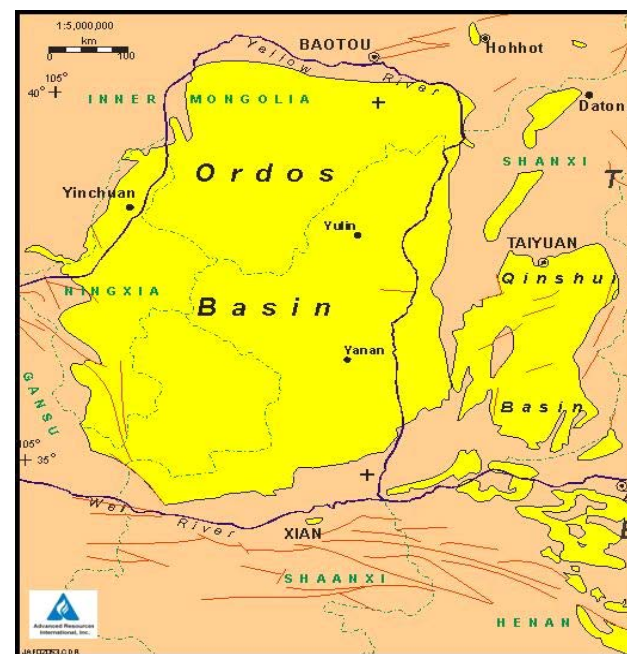 1:5,000,000
km
0 100
BAOTOU
Hohhot
Yellow River
105°
40°
INNER MONGOLIA
Daton
Ordos
SHANXI
T
Yinchuan
Yulin
TAIYUAN
Qinshui
NINGXIA
Basin
Yanan
GANSU
Basin
105°
35°
Wei River
XIAN
SHAANXI
HENAN
Advanced Resources
International, Inc.